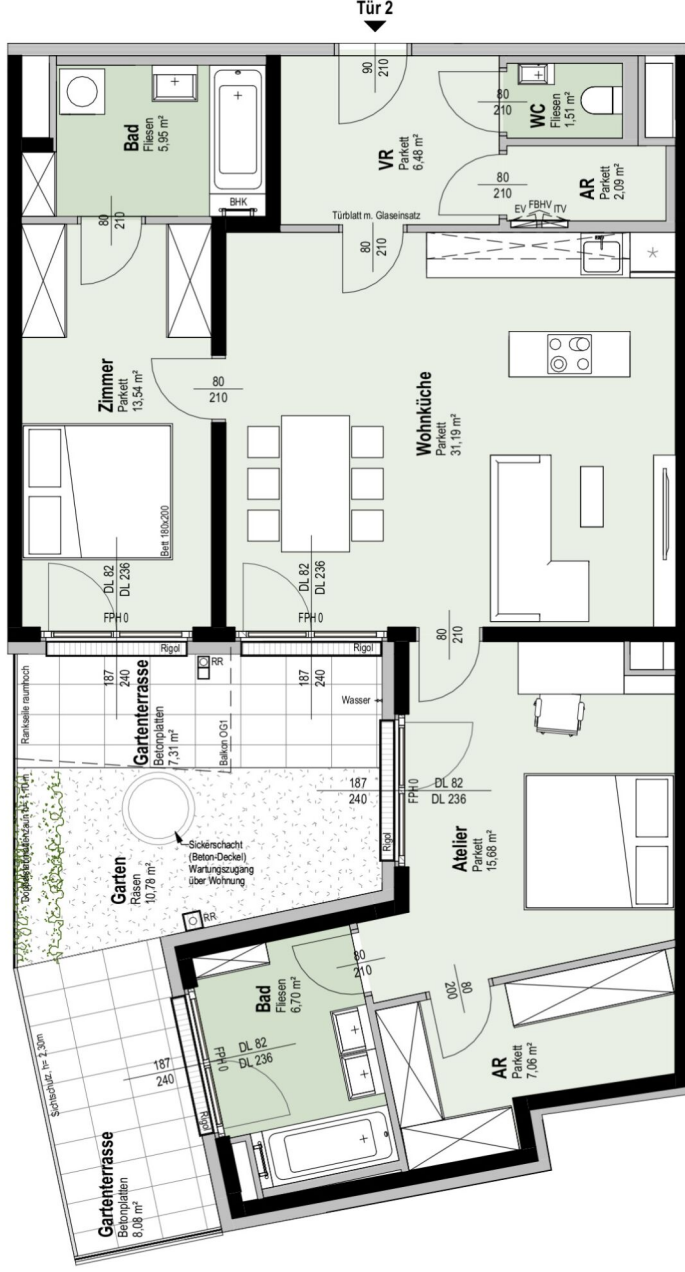 Tür 2
90
210
Bad
Fliesen
5,95 m²
BHK
VR
Parkett
6,48 m²
80
210
WC
Fliesen
1,51 m²
80
210
AR
Parkett
2,09 m²
EV FBHV ITV
Türblatt m. Glaseinsatz
80
210
80
210
Zimmer
Parkett
13,54 m²
80
210
Wohnküche
Parkett
31,19 m²
Bett 180x200
DL 82
DL 236
FPH 0
DL 82
DL 236
FPH 0
80
210
Rigol
Rigol
RR
187
240
187
240
Rankseile raumhoch
Gartenterrasse
Betonplatten
7,31 m²
Balkon OG1
Wasser
187
240
FPH 0
DL 82
DL 236
Rigol
Garten
Rasen
10,78 m²
Sickerschacht
(Beton-Deckel)
Wartungszugang
über Wohnung
Atelier
Parkett
15,68 m²
RR
Bad
Fliesen
6,70 m²
80
210
80
200
Sichtschutz, h= 2,30m
187
240
FPH 0
DL 82
DL 236
Rigol
AR
Parkett
7,06 m²
Gartenterrasse
Betonplatten
8,08 m²